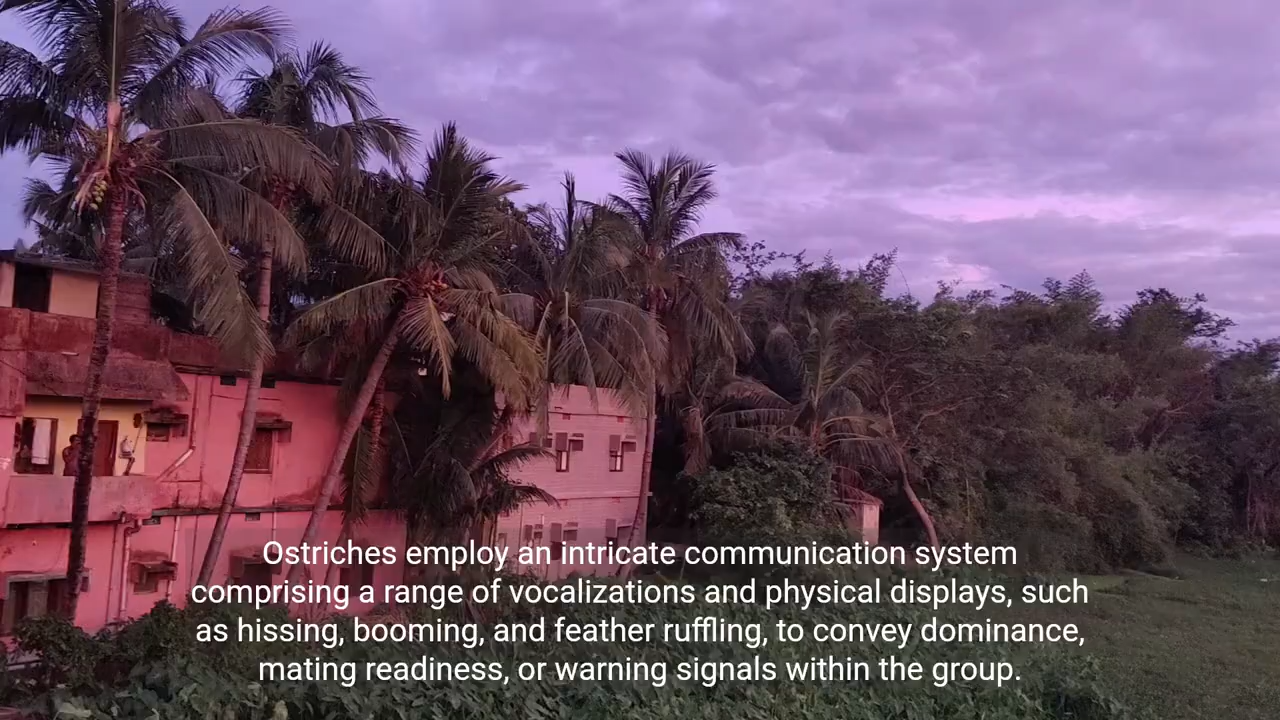 Ostriches employ an intricate communication system
comprising a range of vocalizations and physical displays, such
as hissing, booming, and feather ruffling, to convey dominance,
mating readiness, or warning signals within the group.